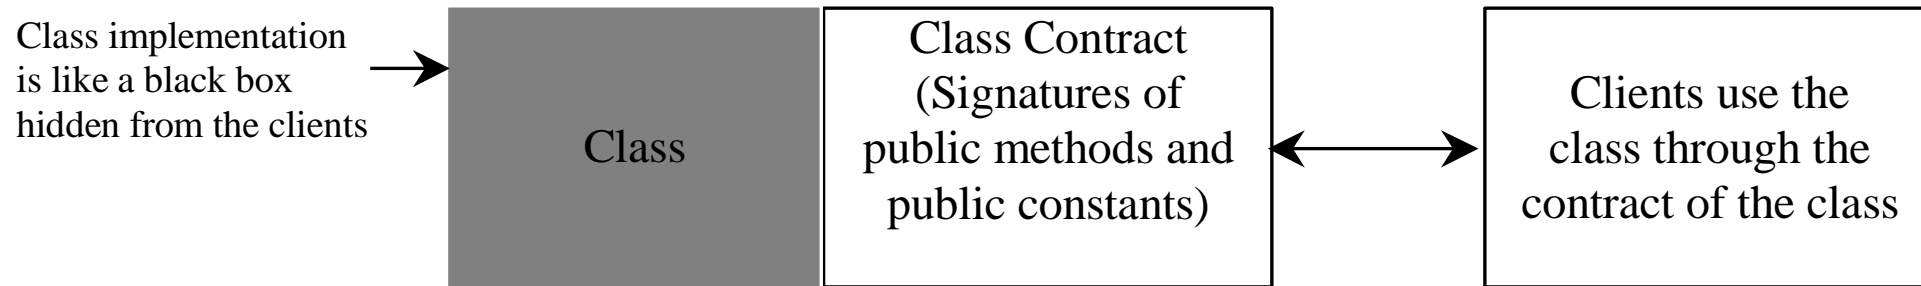 Class implementation
is like a black box
hidden from the clients
Class
Class Contract
(Signatures of
public methods and
public constants)
Clients use the
class through the
contract of the class